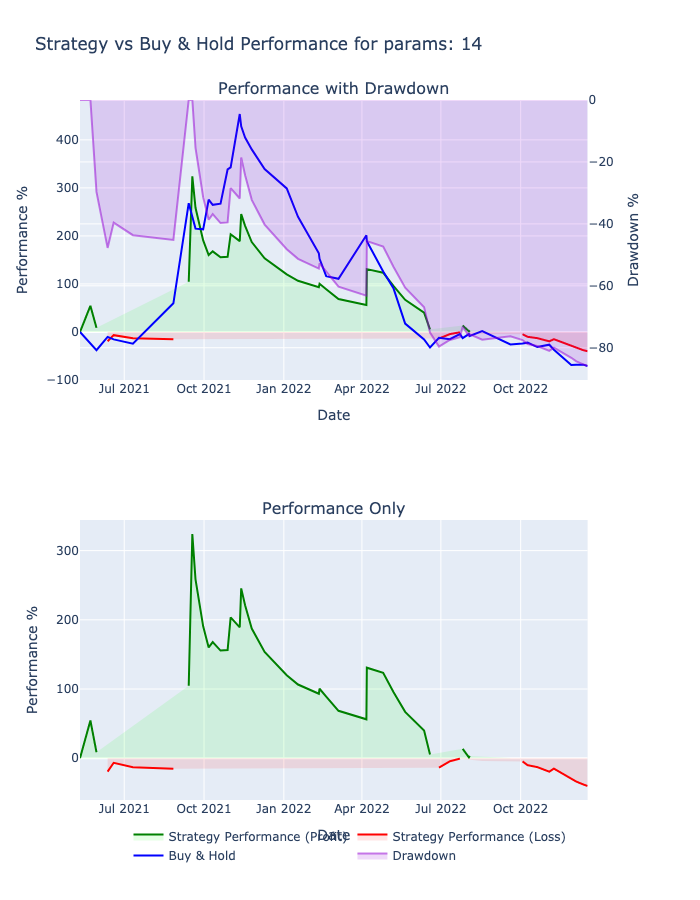 Strategy vs Buy & Hold Performance for params: 14
Performance with Drawdown
400
300
200
100
0
−100
Performance %
0
−20
−40
−60
−80
Drawdown %
Jul 2021 Oct 2021 Jan 2022 Apr 2022 Jul 2022 Oct 2022
Date
Performance Only
300
200
100
0
Performance %
Jul 2021 Oct 2021 Jan 2022 Apr 2022 Jul 2022 Oct 2022
Date
Strategy Performance (Profit) Strategy Performance (Loss)
Buy & Hold Drawdown